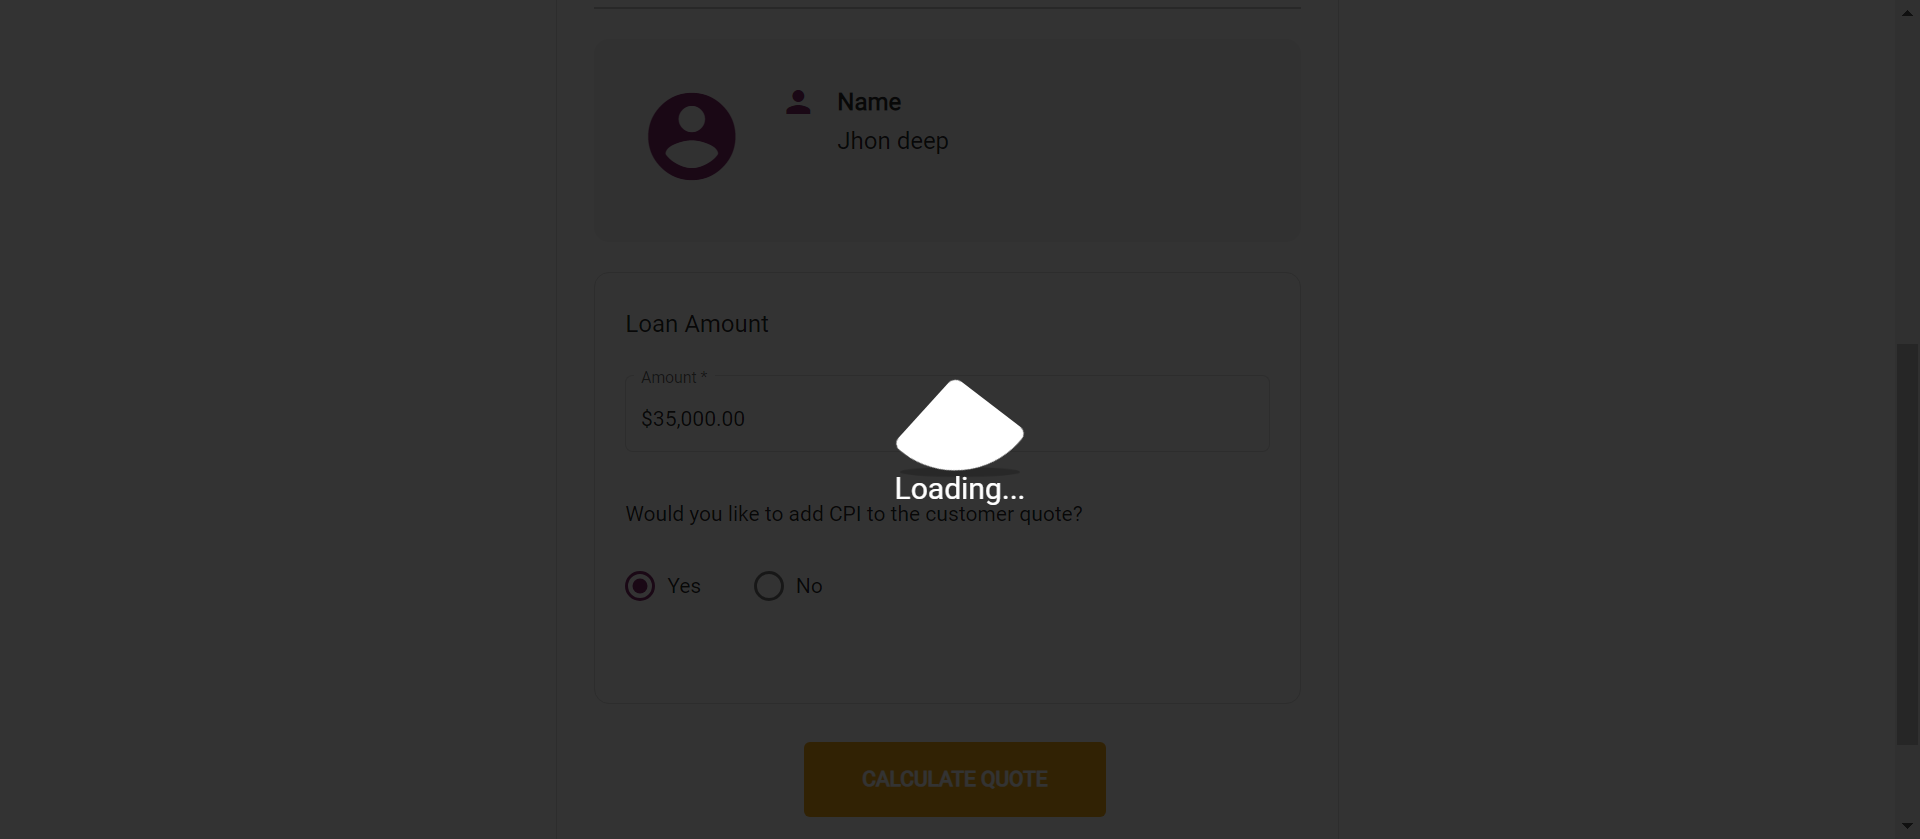 Name
Jhon deep
Loan Amount
Amount *
$35,000.00
Loading...
Would you like to add CPI to the customer quote?
Yes No
CALCULATE QUOTE